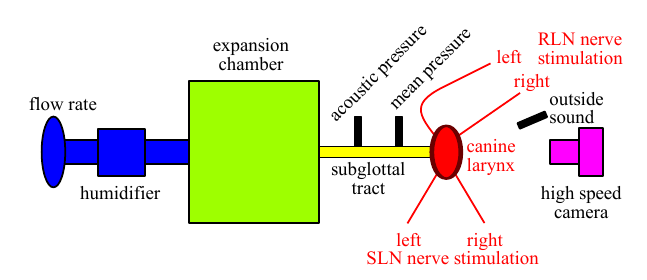 expansion
chamber
flow rate
humidifier
acoustic pressure
mean pressure
subglottal
tract
left
RLN nerve
stimulation
right
outside
sound
canine
larynx
high speed
camera
left
right
SLN nerve stimulation